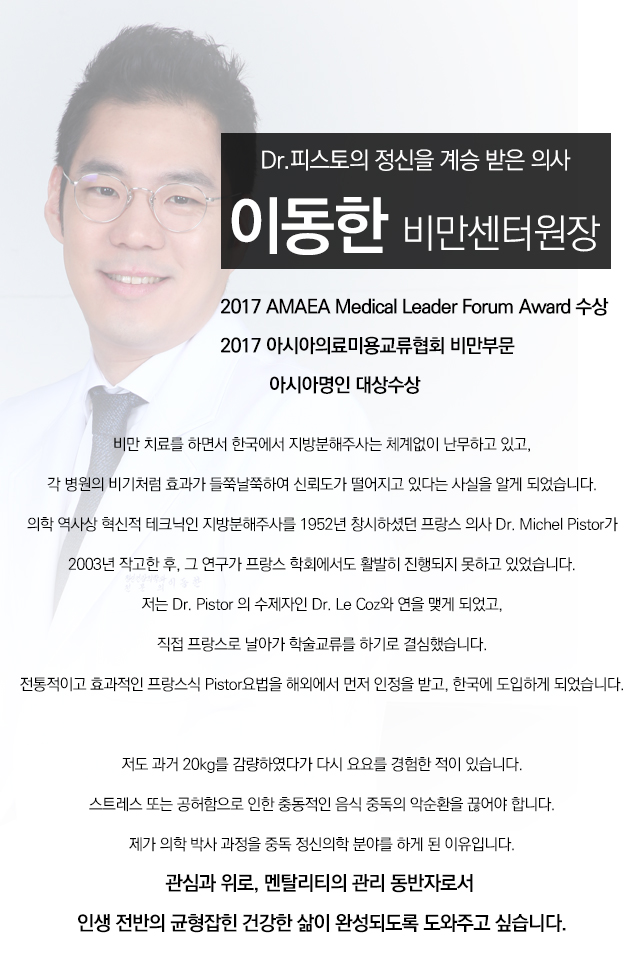 Dr.피스토의 정신을 계승 받은 의사
이동한 비만센터원장
2017 AMAEA Medical Leader Forum Award 수상
2017 아시아의료미용교류협회 비만부문
아시아명인 대상수상
비만 치료를 하면서 한국에서 지방분해주사는 체계없이 난무하고 있고,
각 병원의 비기처럼 효과가 들쭉날쭉하여 신뢰도가 떨어지고 있다는 사실을 알게 되었습니다.
의학 역사상 혁신적 테크닉인 지방분해주사를 1952년 창시하셨던 프랑스 의사 Dr. Michel Pistor가
2003년 작고한 후, 그 연구가 프랑스 학회에서도 활발히 진행되지 못하고 있었습니다.
저는 Dr. Pistor 의 수제자인 Dr. Le Coz와 연을 맺게 되었고,
직접 프랑스로 날아가 학술교류를 하기로 결심했습니다.
전통적이고 효과적인 프랑스식 Pistor요법을 해외에서 먼저 인정을 받고, 한국에 도입하게 되었습니다.
저도 과거 20kg를 감량하였다가 다시 요요를 경험한 적이 있습니다.
스트레스 또는 공허함으로 인한 충동적인 음식 중독의 악순환을 끊어야 합니다.
제가 의학 박사 과정을 중독 정신의학 분야를 하게 된 이유입니다.
관심과 위로, 멘탈리티의 관리 동반자로서
인생 전반의 균형잡힌 건강한 삶이 완성되도록 도와주고 싶습니다.